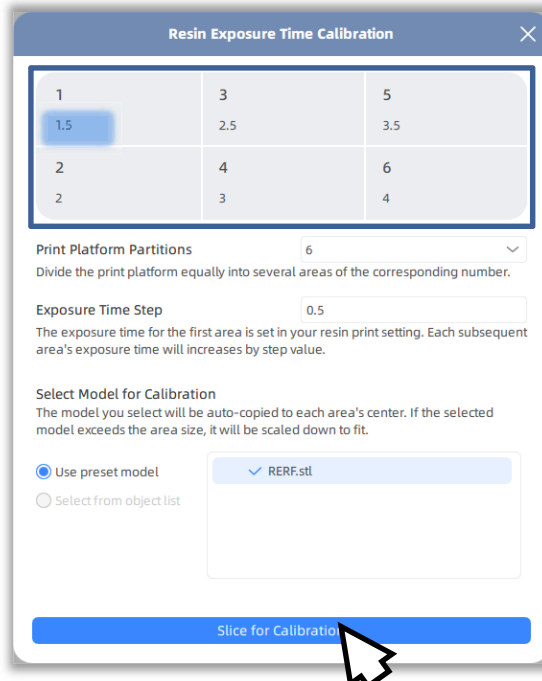 Resin Exposure Time Calibration
1 3 5
1.5 2.5 3.5
2 4 6
2 3 4
Print Platform Partitions 6
Divide the print platform equally into several areas of the corresponding number.
Exposure Time Step 0.5
The exposure time for the first area is set in your resin print setting. Each subsequent
area's exposure time will increases by step value.
Select Model for Calibration
The model you select will be auto-copied to each area's center. If the selected
model exceeds the area size, it will be scaled down to fit.
Use preset model RERF.stl
Select from object list
Slice for Calibration